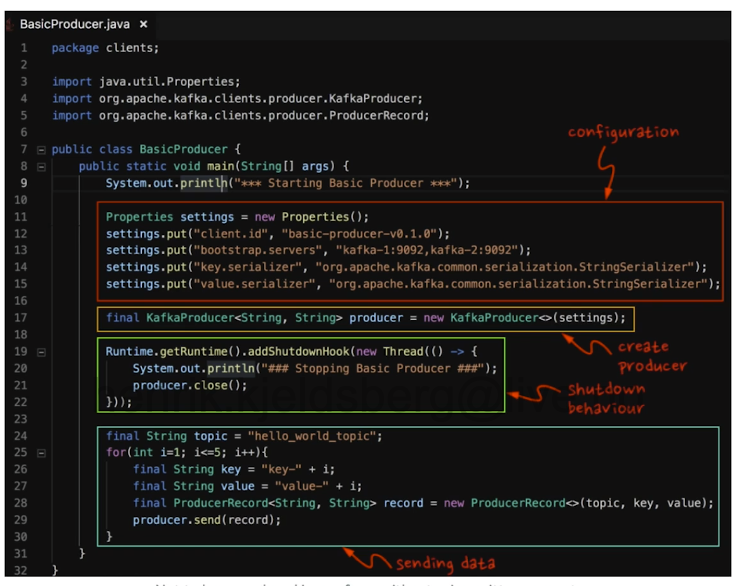 BasicProducer.java ×
1 package clients;
2
3 import java.util.Properties;
4 import org.apache.kafka.clients.producer.KafkaProducer;
5 import org.apache.kafka.clients.producer.ProducerRecord;
6
7 public class BasicProducer {
8 public static void main(String[] args) {
9 System.out.println("*** Starting Basic Producer ***");
10
11 Properties settings = new Properties();
12 settings.put("client.id", "basic-producer-v0.1.0");
13 settings.put("bootstrap.servers", "kafka-1:9092,kafka-2:9092");
14 settings.put("key.serializer", "org.apache.kafka.common.serialization.StringSerializer");
15 settings.put("value.serializer", "org.apache.kafka.common.serialization.StringSerializer");
16
17 final KafkaProducer<String, String> producer = new KafkaProducer<>(settings);
18
19 Runtime.getRuntime().addShutdownHook(new Thread(() -> {
20 System.out.println("### Stopping Basic Producer ###");
21 producer.close();
22 }));
23
24 final String topic = "hello_world_topic";
25 for(int i=1; i<=5; i++){
26 final String key = "key-" + i;
27 final String value = "value-" + i;
28 final ProducerRecord<String, String> record = new ProducerRecord<>(topic, key, value);
29 producer.send(record);
30 }
31 }
32 }
configuration
create
producer
shutdown
behaviour
sending data